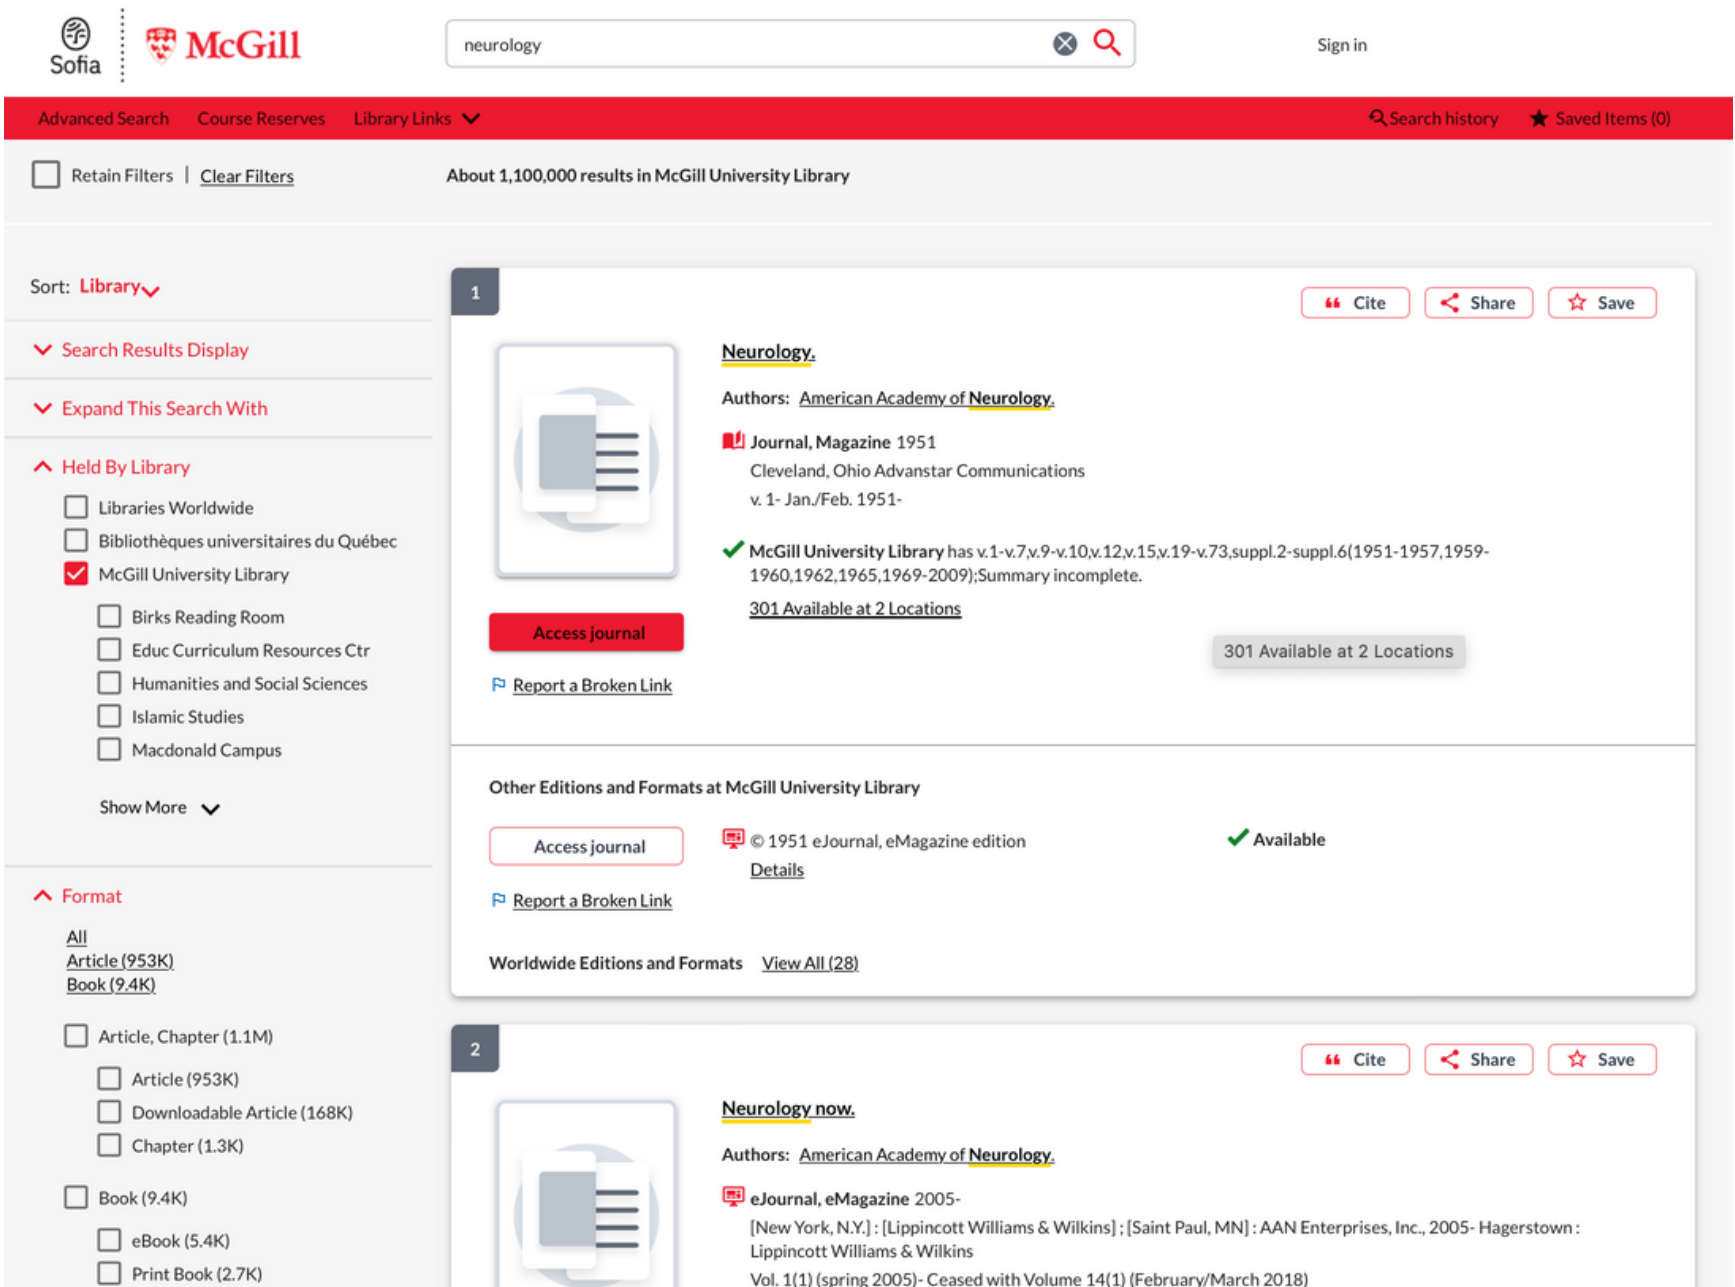 Sofia
McGill
neurology
Sign in
Advanced Search Course Reserves Library Links
Search history Saved Items (0)
Retain Filters | Clear Filters
About 1,100,000 results in McGill University Library
Sort: Library
Search Results Display
Expand This Search With
Held By Library
Libraries Worldwide
Bibliothèques universitaires du Québec
McGill University Library
Birks Reading Room
Educ Curriculum Resources Ctr
Humanities and Social Sciences
Islamic Studies
Macdonald Campus
Show More
Format
All
Article (953K)
Book (9.4K)
Article, Chapter (1.1M)
Article (953K)
Downloadable Article (168K)
Chapter (1.3K)
Book (9.4K)
eBook (5.4K)
Print Book (2.7K)
1
Cite Share Save
Neurology.
Authors: American Academy of Neurology.
Journal, Magazine 1951
Cleveland, Ohio Advanstar Communications
v. 1- Jan./Feb. 1951-
McGill University Library has v.1-v.7,v.9-v.10,v.12,v.15,v.19-v.73,suppl.2-suppl.6(1951-1957,1959-
1960,1962,1965,1969-2009);Summary incomplete.
301 Available at 2 Locations
301 Available at 2 Locations
Access journal
Report a Broken Link
Other Editions and Formats at McGill University Library
Access journal
© 1951 eJournal, eMagazine edition
Available
Details
Report a Broken Link
Worldwide Editions and Formats View All (28)
2
Cite Share Save
Neurology now.
Authors: American Academy of Neurology.
eJournal, eMagazine 2005-
[New York, N.Y.] : [Lippincott Williams & Wilkins] ; [Saint Paul, MN] : AAN Enterprises, Inc., 2005- Hagerstown :
Lippincott Williams & Wilkins
Vol. 1(1) (spring 2005)- Ceased with Volume 14(1) (February/March 2018)